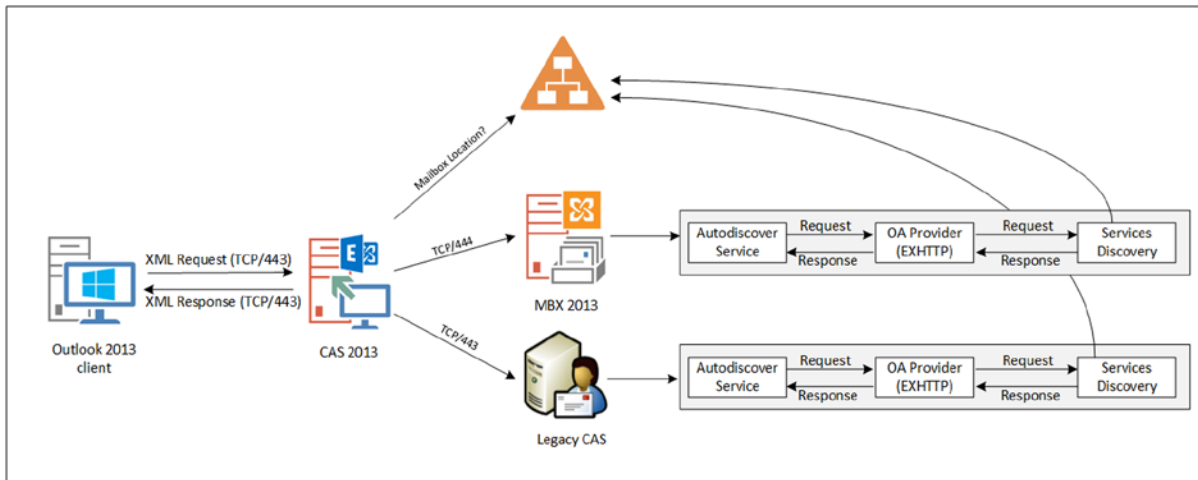 Mailbox Location?
XML Request (TCP/443)
XML Response (TCP/443)
Outlook 2013
client
E
CAS 2013
TCP/444
MBX 2013
TCP/443
Legacy CAS
Autodiscover
Service
Request
Response
OA Provider
(EXHTTP)
Request
Response
Services
Discovery
Autodiscover
Service
Request
Response
OA Provider
(EXHTTP)
Request
Response
Services
Discovery